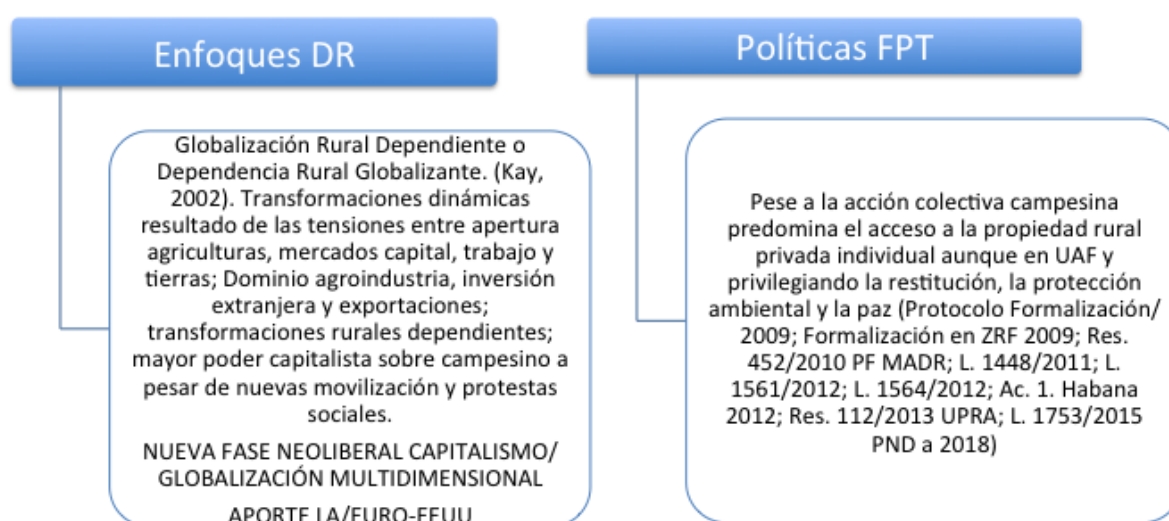 Enfoques DR
Globalización Rural Dependiente o
Dependencia Rural Globalizante. (Kay,
2002). Transformaciones dinámicas
resultado de las tensiones entre apertura
agriculturas, mercados capital, trabajo y
tierras; Dominio agroindustria, inversión
extranjera y exportaciones;
transformaciones rurales dependientes;
mayor poder capitalista sobre campesino a
pesar de nuevas movilización y protestas
sociales.
NUEVA FASE NEOLIBERAL CAPITALISMO/
GLOBALIZACIÓN MULTIDIMENSIONAL
APORTE LA/EURO-EEUU
Políticas FPT
Pese a la acción colectiva campesina
predomina el acceso a la propiedad rural
privada individual aunque en UAF y
privilegiando la restitución, la protección
ambiental y la paz (Protocolo Formalización/
2009; Formalización en ZRF 2009; Res.
452/2010 PF MADR; L. 1448/2011; L.
1561/2012; L. 1564/2012; Ac. 1. Habana
2012; Res. 112/2013 UPRA; L. 1753/2015
PND a 2018)